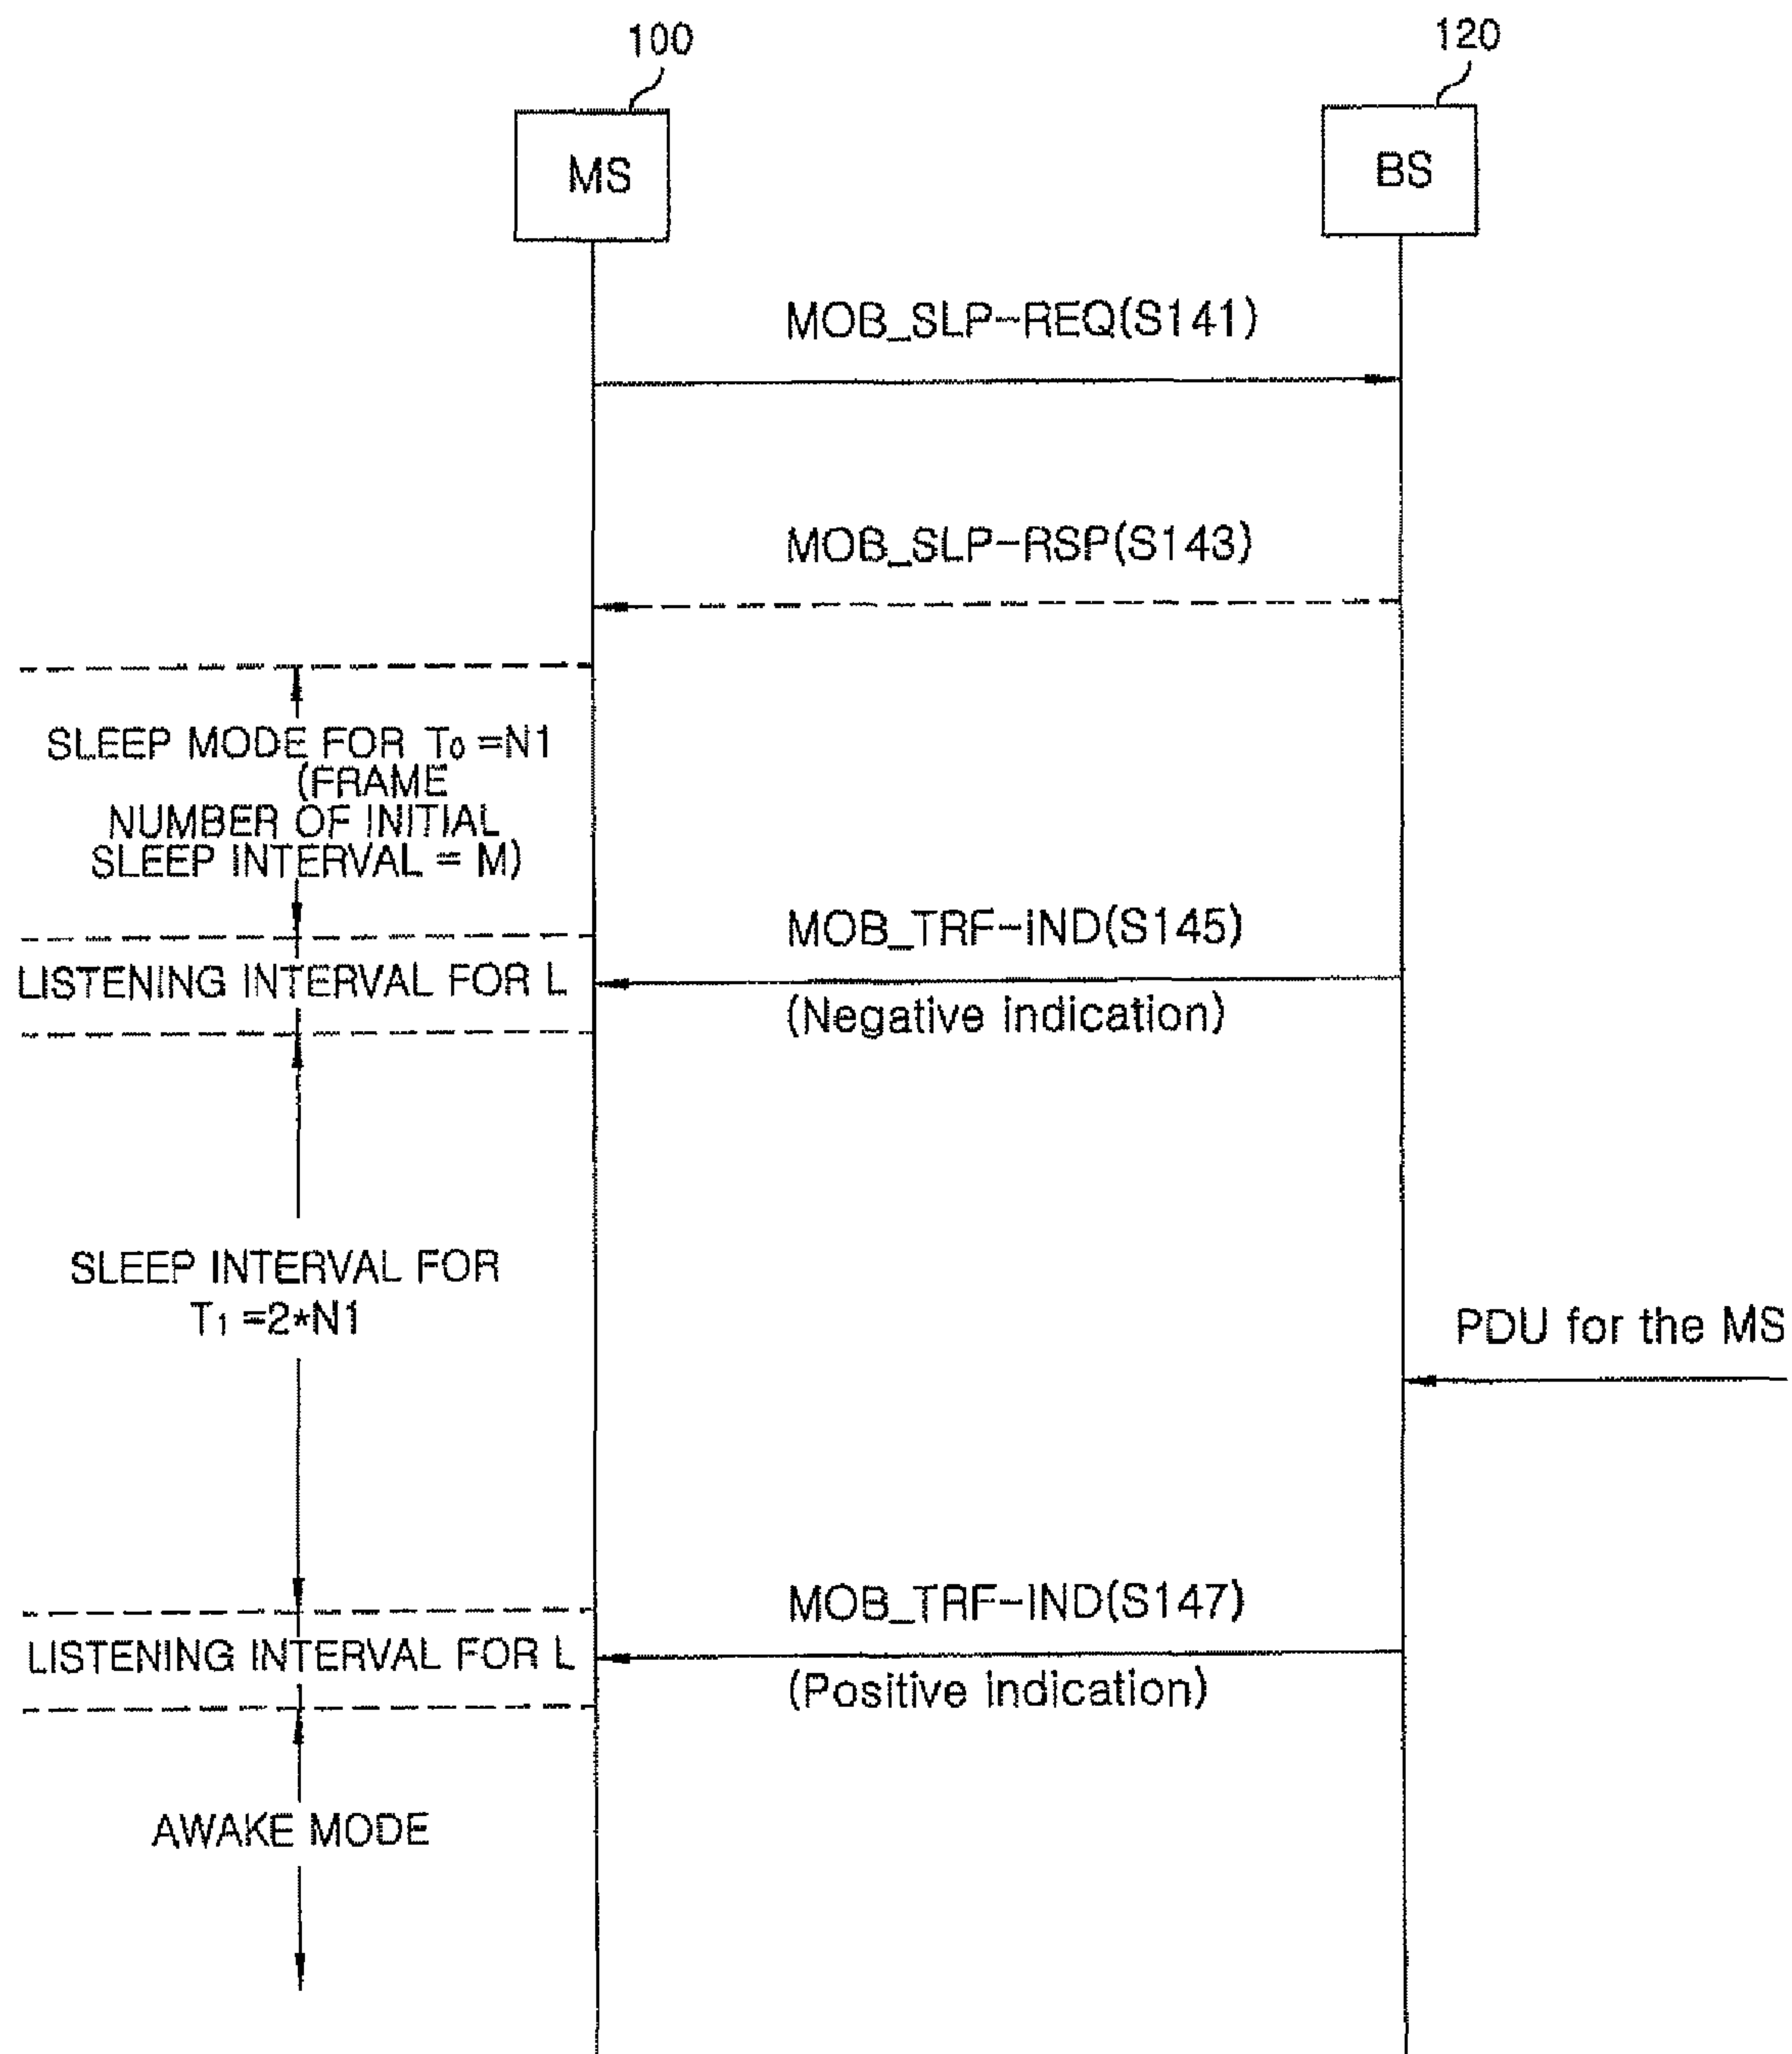 100
120
MS
BS
MOB_SLP-REQ(S141)
MOB_SLP-RSP(S143)
SLEEP MODE FOR T0 =N1
(FRAME
NUMBER OF INITIAL
SLEEP INTERVAL = M)
MOB_TRF-IND(S145)
LISTENING INTERVAL FOR L
(Negative indication)
SLEEP INTERVAL FOR
T1 =2*N1
PDU for the MS
MOB_TRF-IND(S147)
LISTENING INTERVAL FOR L
(Positive indication)
AWAKE MODE